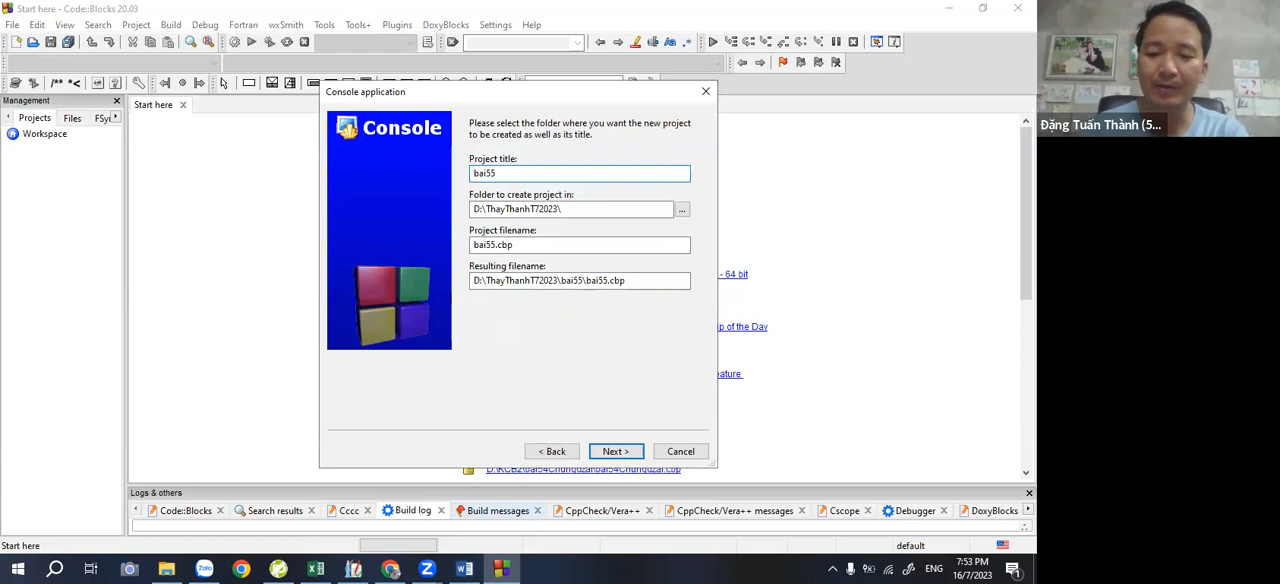 Start here - Code::Blocks 20.03
File Edit View Search Project Build Debug Fortran wxSmith Tools Tools+ Plugins DoxyBlocks Settings Help
Management
Projects Files FSy
Workspace
Start here
Console application
Console
Please select the folder where you want the new project
to be created as well as its title.
Project title:
bai55
Folder to create project in:
D:\ThayThanhT72023\
...
Project filename:
bai55.cbp
Resulting filename:
D:\ThayThanhT72023\bai55\bai55.cbp
< Back Next > Cancel
- 64 bit
p of the Day
eature
D:\KCB2\bai54Chungdzai\bai54Chungdzai.cbp
Logs & others
Code::Blocks Search results Cccc Build log Build messages CppCheck/Vera++ CppCheck/Vera++ messages Cscope Debugger DoxyBlocks
Start here default
ENG
7:53 PM
16/7/2023
Đặng Tuấn Thành (5...